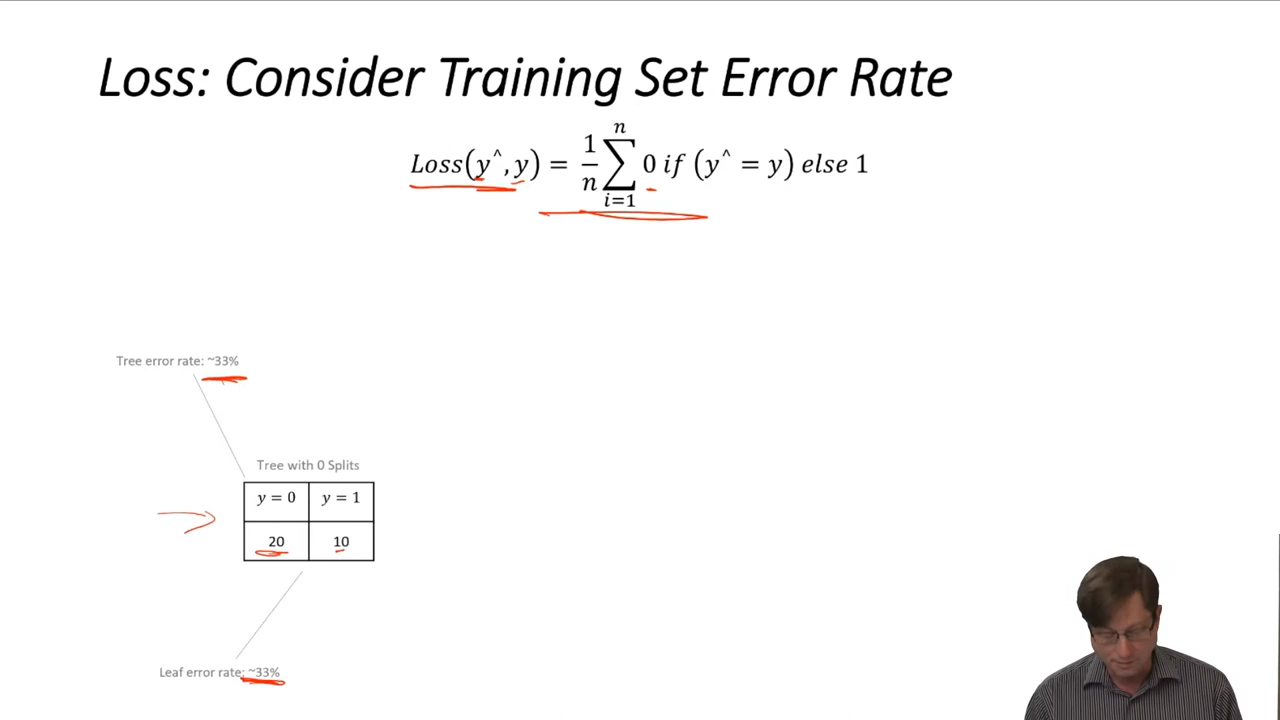 Loss: Consider Training Set Error Rate
Loss(y^, y) = 1/n ∑_{i=1}^{n} 0 if (y^ = y) else 1
Tree error rate: ~33%
Tree with 0 Splits
y = 0 y = 1
20 10
Leaf error rate: ~33%